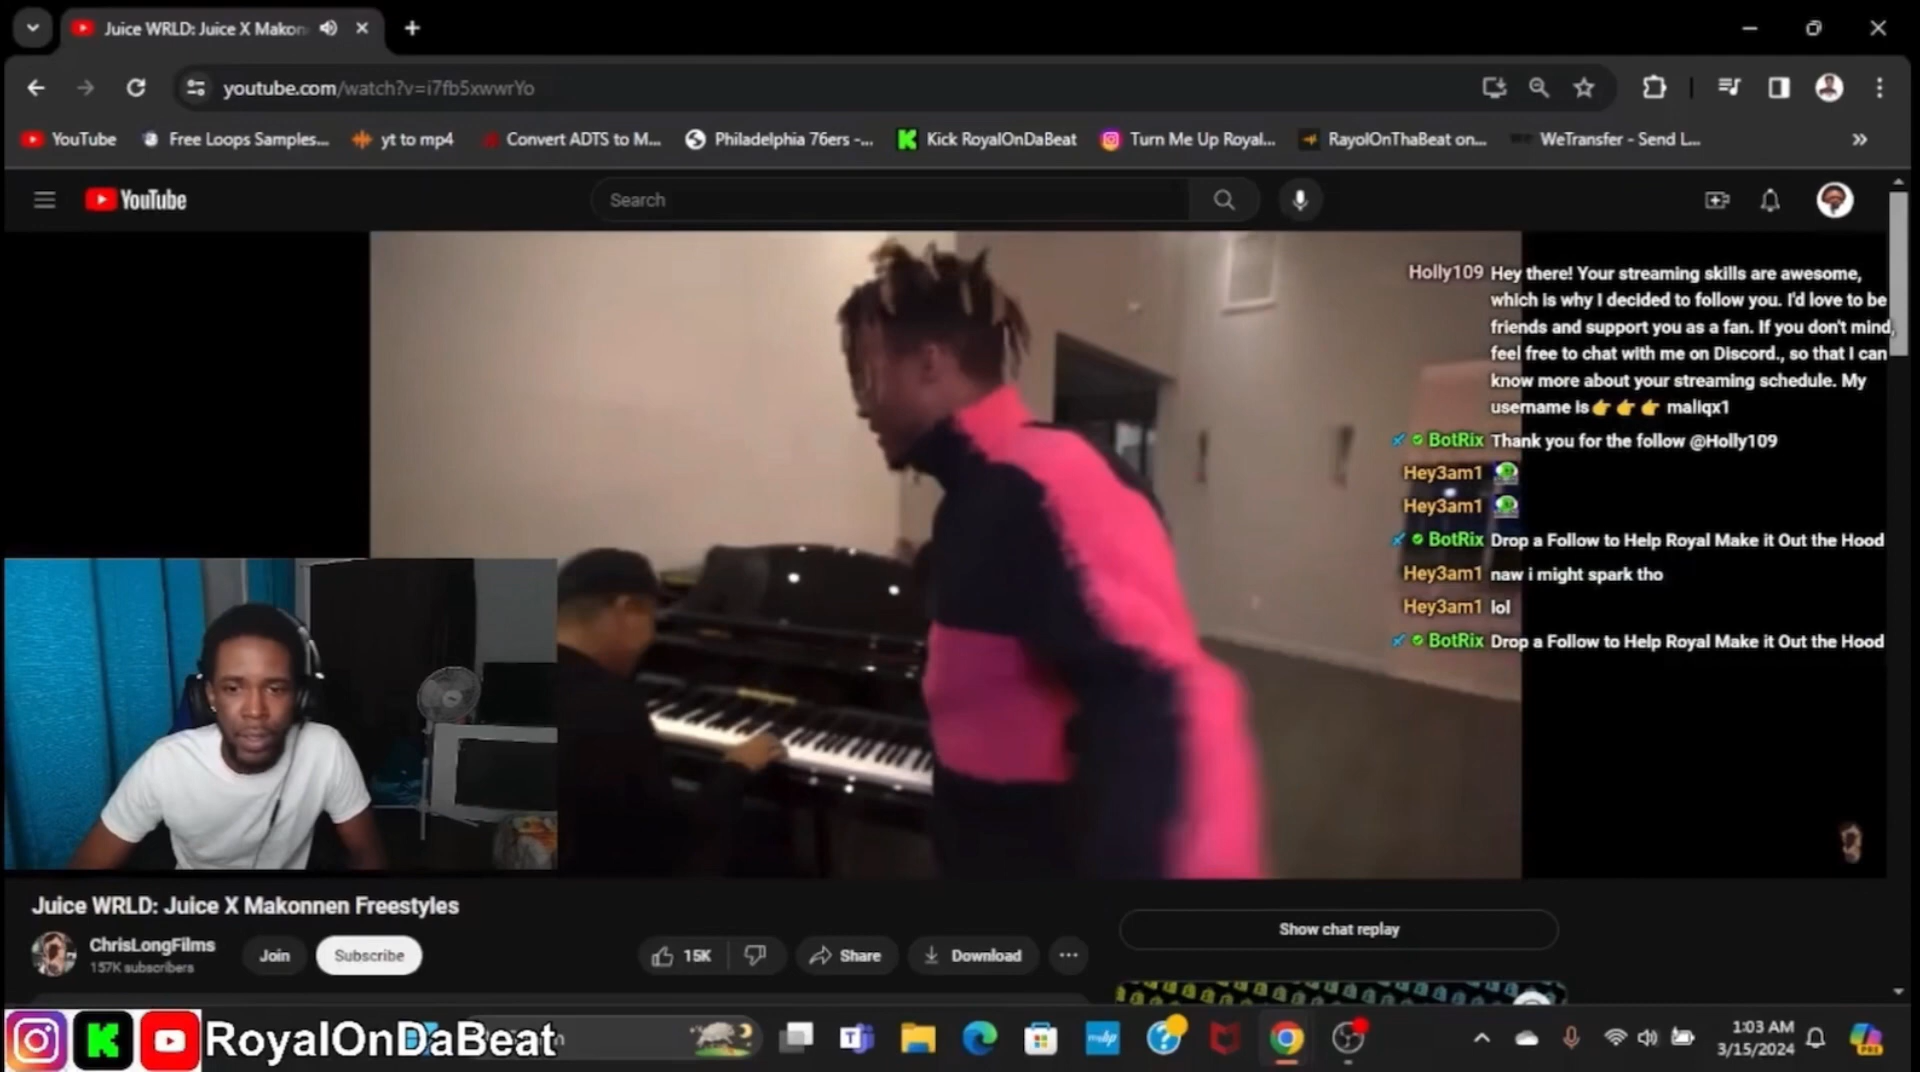 Juice WRLD: Juice X Makon
youtube.com/watch?v=i7fb5xwwrYo
YouTube
Free Loops Samples...
yt to mp4
Convert ADTS to M...
Philadelphia 76ers -...
Kick RoyalOnDaBeat
Turn Me Up Royal...
RayolOnThaBeat on...
WeTransfer - Send L...
YouTube
Search
Holly109 Hey there! Your streaming skills are awesome,
which is why I decided to follow you. I'd love to be
friends and support you as a fan. If you don't mind,
feel free to chat with me on Discord., so that I can
know more about your streaming schedule. My
username is👉 👉 👉 maliqx1
BotRix Thank you for the follow @Holly109
Hey3am1
Hey3am1
BotRix Drop a Follow to Help Royal Make it Out the Hood
Hey3am1 naw i might spark tho
Hey3am1 lol
BotRix Drop a Follow to Help Royal Make it Out the Hood
Juice WRLD: Juice X Makonnen Freestyles
ChrisLongFilms
157K subscribers
Join
Subscribe
15K
Share
Download
Show chat replay
RoyalOnDaBeat
1:03 AM
3/15/2024